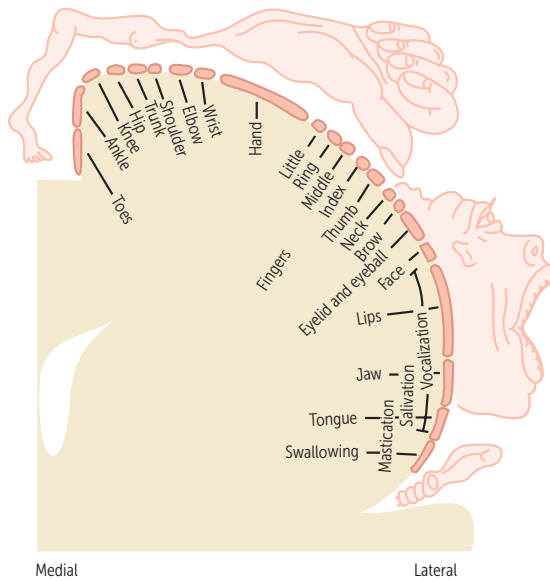 Toes
Ankle
Knee
Hip
Trunk
Shoulder
Elbow
Wrist
Hand
Little
Ring
Middle
Index
Thumb
Fingers
Neck
Brow
Eyelid and eyeball
Face
Lips
Jaw
Tongue
Swallowing
Mastication
Salivation
Vocalization
Medial
Lateral